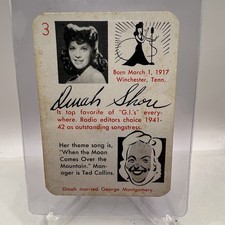 3
Born March 1, 1917
Winchester, Tenn.
Dinah Shore
Is top favorite of "G.I.'s" every-
where. Radio editors choice 1941-
42 as outstanding songstress.
Her theme song is,
"When the Moon
Comes Over the
Mountain." Man-
ager is Ted Collins.
Dinah married George Montgomery.